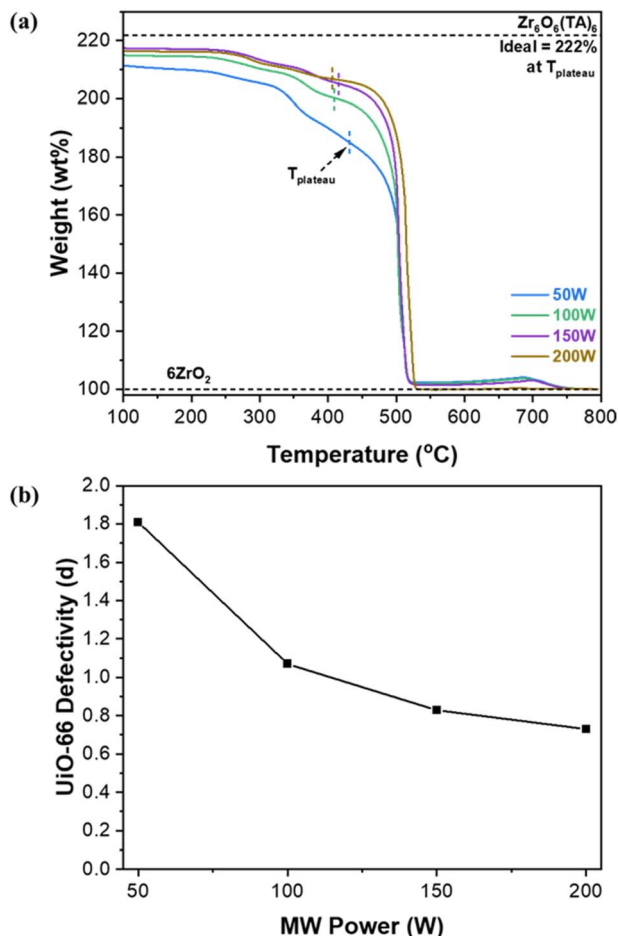 (a)
Zr₆O₆(TA)₆
Ideal = 222%
at Tplateau
220
200
180
160
140
120
100
Weight (wt%)
Tplateau
50W
100W
150W
200W
6ZrO₂
100 200 300 400 500 600 700 800
Temperature (°C)
(b)
2.0
1.8
1.6
1.4
1.2
1.0
0.8
0.6
0.4
0.2
0.0
UiO-66 Defectivity (d)
50 100 150 200
MW Power (W)